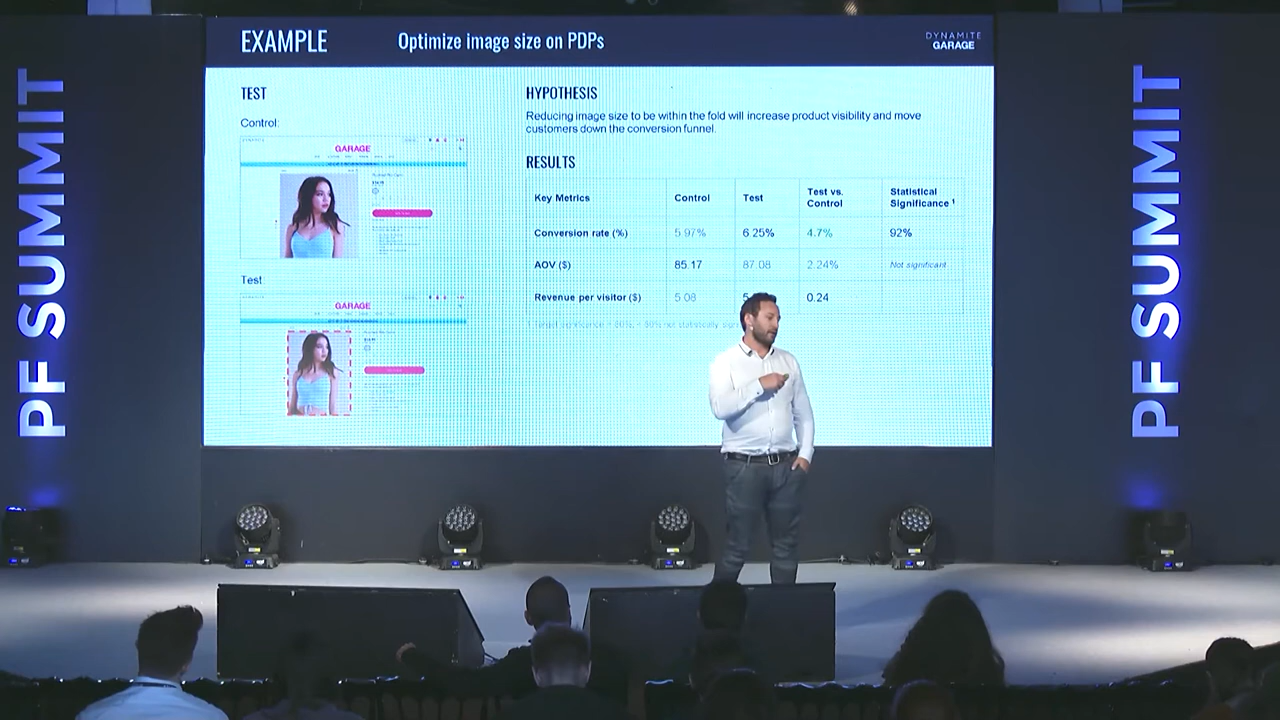 PF SUMMIT
EXAMPLE
Optimize image size on PDPs
DYNAMITE
GARAGE
TEST
Control:
GARAGE
Test
GARAGE
HYPOTHESIS
Reducing image size to be within the fold will increase product visibility and move
customers down the conversion funnel.
RESULTS
Key Metrics Control Test Test vs. Control Statistical Significance ¹
Conversion rate (%) 5.97% 6.25% 4.7% 92%
AOV ($) 85.17 87.08 2.24% Not significant
Revenue per visitor ($) 5.08 0.24
PF SUMMIT